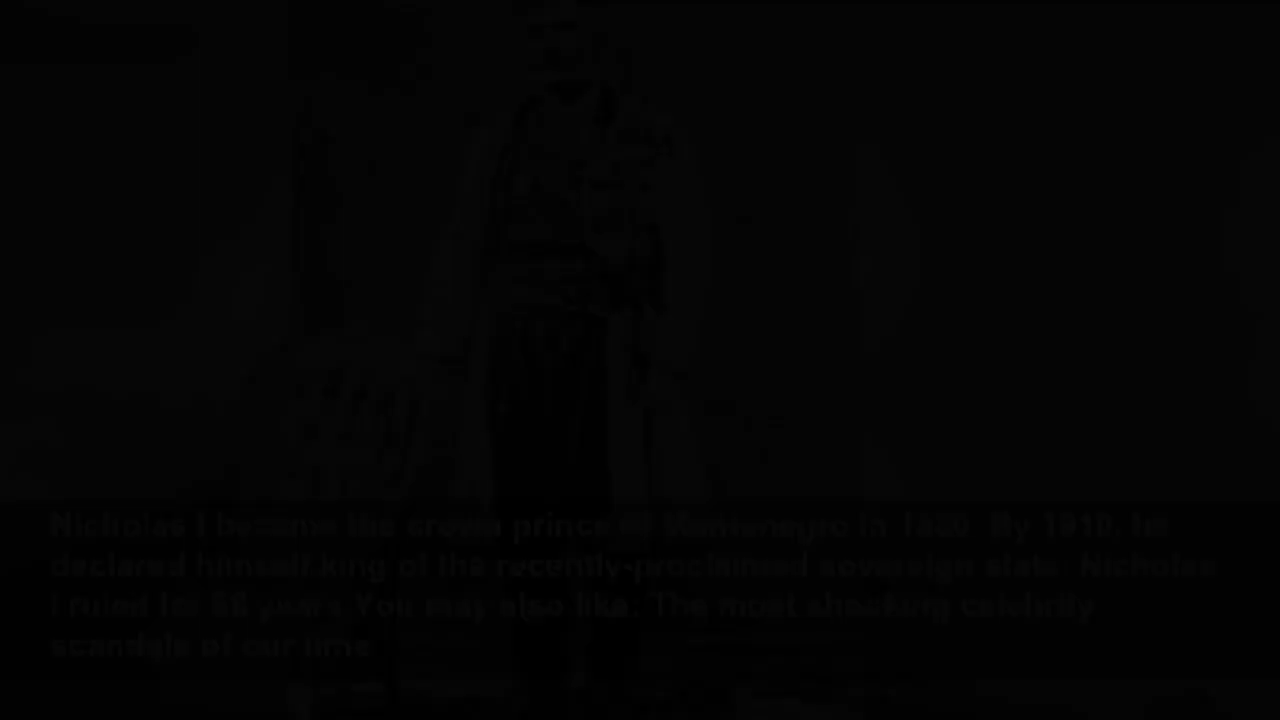 Nicholas I became the crown prince of Montenegro in 1860. By 1910, he
declared himself king of the recently-proclaimed sovereign state. Nicholas
I ruled for 58 years. You may also like: The most shocking celebrity
scandals of our time